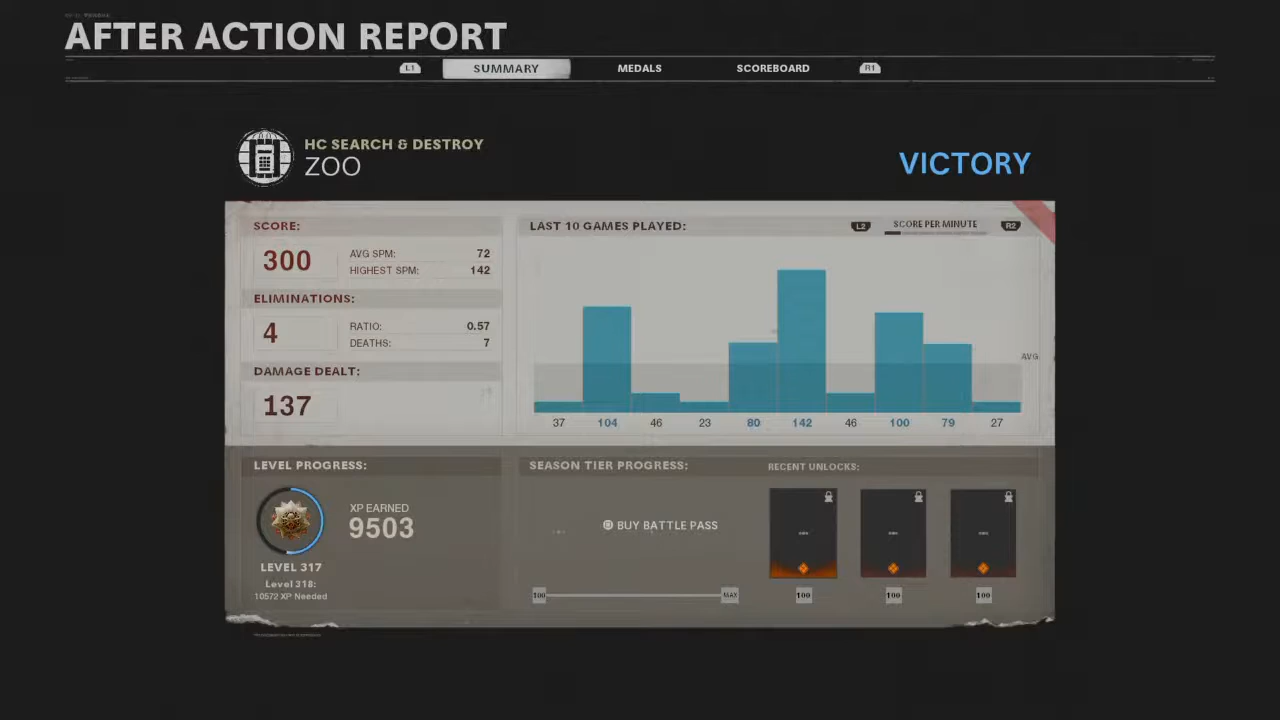 AFTER ACTION REPORT
L1 SUMMARY MEDALS SCOREBOARD R1
HC SEARCH & DESTROY
ZOO
VICTORY
SCORE:
300
AVG SPM: 72
HIGHEST SPM: 142
ELIMINATIONS:
4
RATIO: 0.57
DEATHS: 7
DAMAGE DEALT:
137
LAST 10 GAMES PLAYED:
L2 SCORE PER MINUTE R2
AVG
37 104 46 23 80 142 46 100 79 27
LEVEL PROGRESS:
XP EARNED
9503
LEVEL 317
Level 318:
10572 XP Needed
SEASON TIER PROGRESS:
BUY BATTLE PASS
100 MAX
RECENT UNLOCKS:
100 100 100